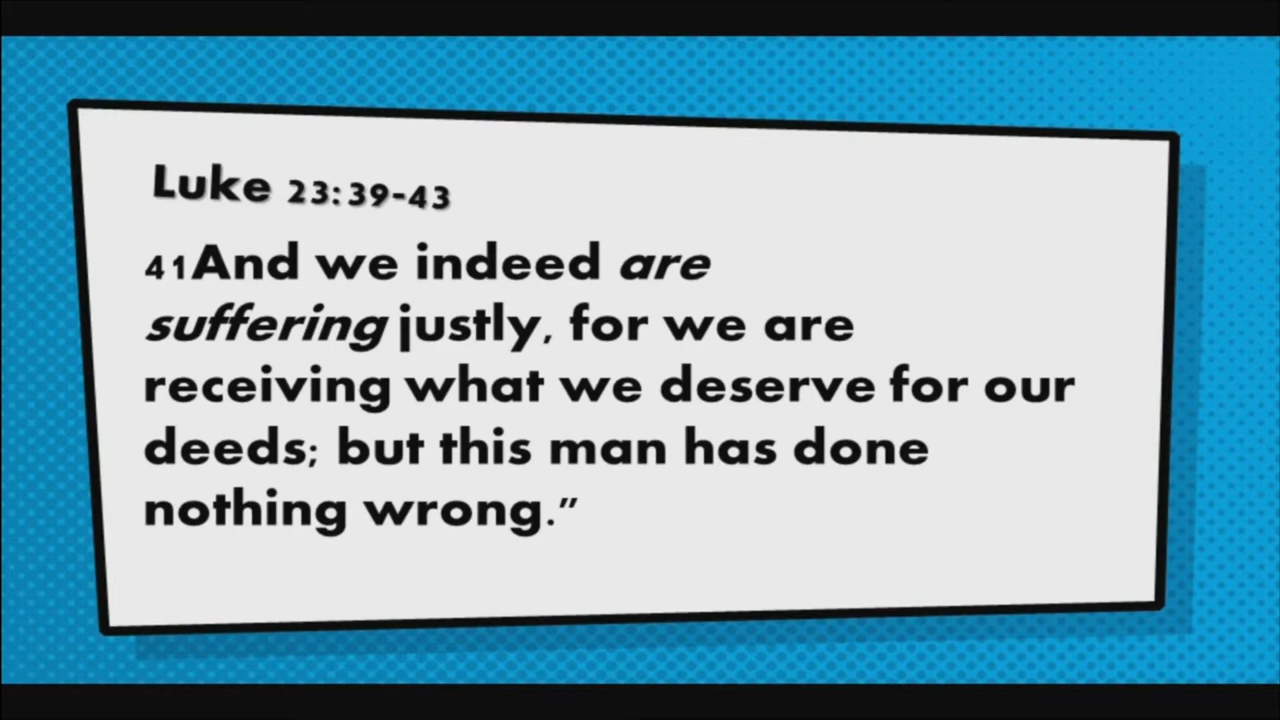 Luke 23:39-43
41And we indeed are
suffering justly, for we are
receiving what we deserve for our
deeds; but this man has done
nothing wrong.”